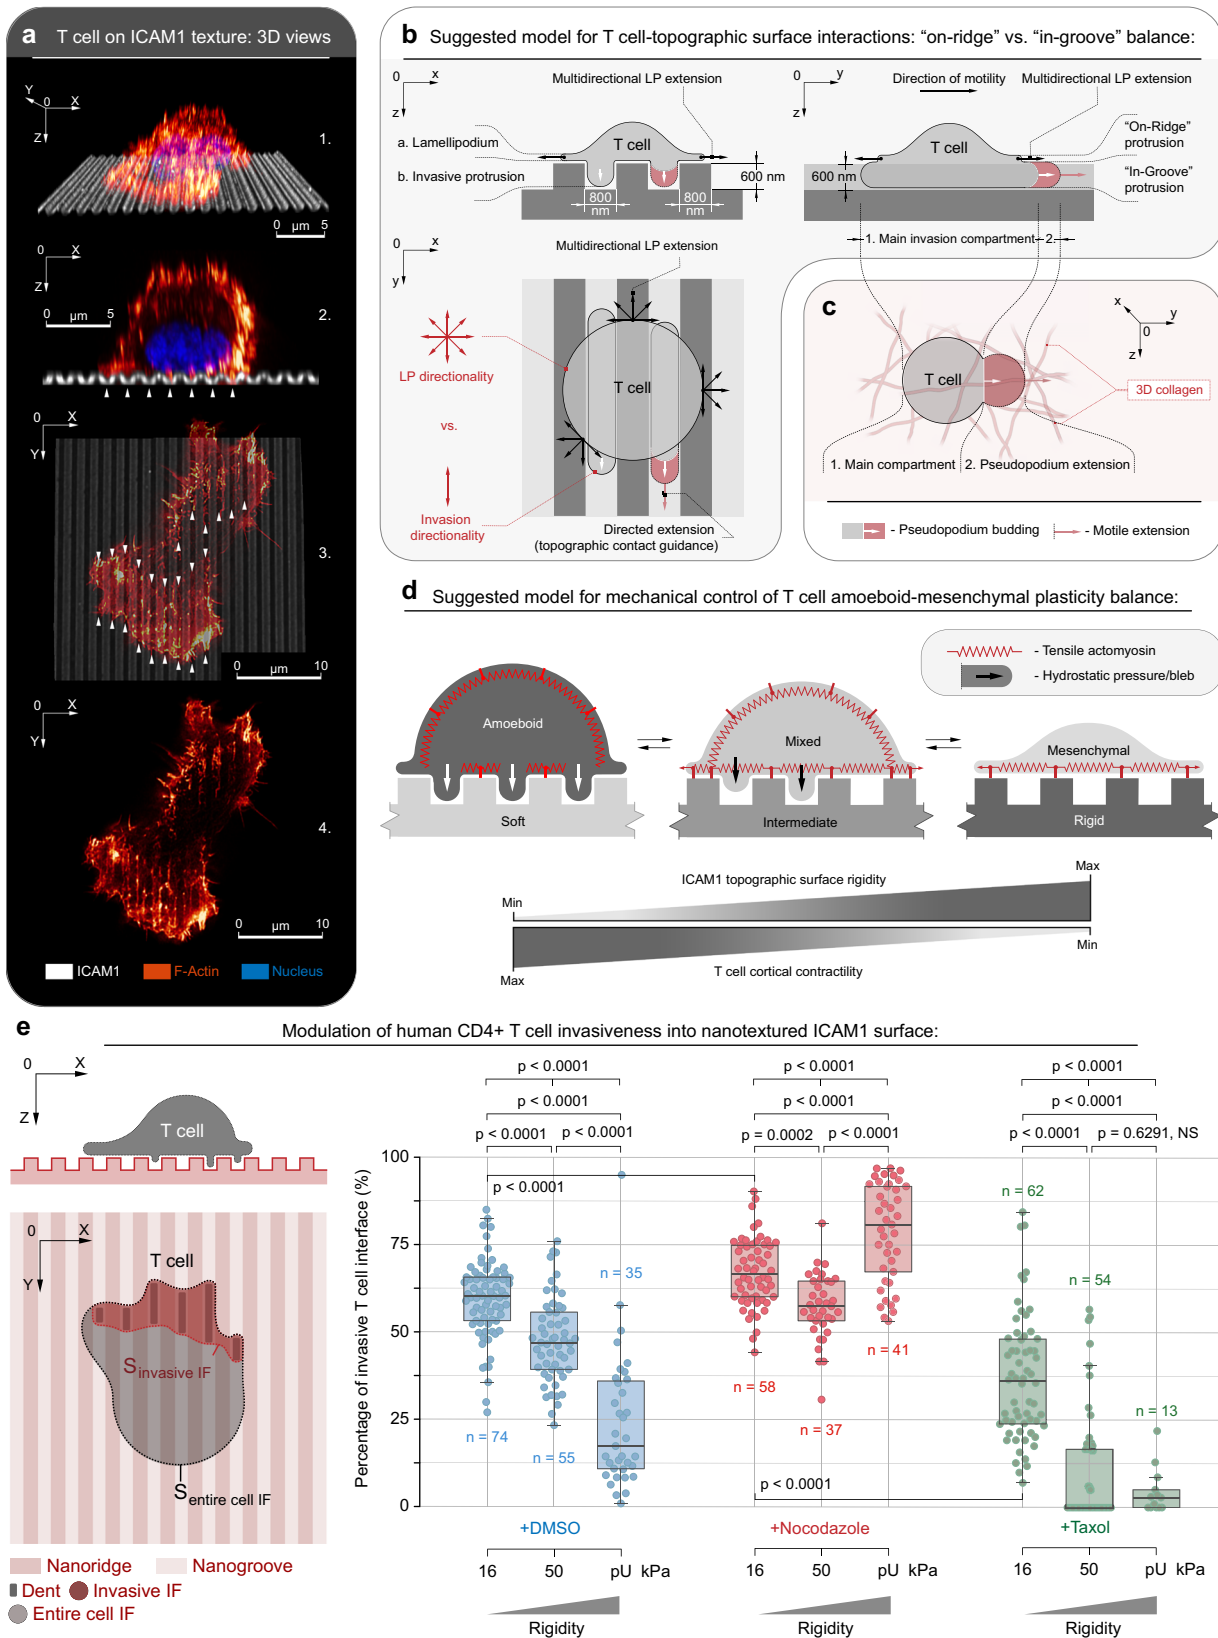 a
T cell on ICAM1 texture: 3D views
Y 0 X
Z
1.
0 µm 5
0 X
Z
0 µm 5
2.
0 X
Y
3.
0 µm 10
0 X
Y
4.
0 µm 10
ICAM1 F-Actin Nucleus
b
Suggested model for T cell-topographic surface interactions: “on-ridge” vs. “in-groove” balance:
0 x
z
Multidirectional LP extension
a. Lamellipodium
T cell
b. Invasive protrusion
600 nm
800 nm
800 nm
0 y
z
Direction of motility
Multidirectional LP extension
T cell
“On-Ridge” protrusion
600 nm
“In-Groove” protrusion
1. Main invasion compartment
2.
0 x
y
Multidirectional LP extension
LP directionality
T cell
vs.
Invasion directionality
Directed extension
(topographic contact guidance)
c
x y
0
z
T cell
3D collagen
1. Main compartment
2. Pseudopodium extension
- Pseudopodium budding
- Motile extension
d
Suggested model for mechanical control of T cell amoeboid-mesenchymal plasticity balance:
- Tensile actomyosin
- Hydrostatic pressure/bleb
Amoeboid
Mixed
Mesenchymal
Soft
Intermediate
Rigid
Max
ICAM1 topographic surface rigidity
Min
Min
T cell cortical contractility
Max
e
Modulation of human CD4+ T cell invasiveness into nanotextured ICAM1 surface:
0 X
Z
T cell
0 X
Y
T cell
S invasive IF
S entire cell IF
Nanoridge Nanogroove
Dent Invasive IF
Entire cell IF
Percentage of invasive T cell interface (%)
100
75
50
25
0
p < 0.0001 p < 0.0001 p < 0.0001
p < 0.0001 p < 0.0001 p < 0.0001
p < 0.0001 p < 0.0001 p = 0.0002 p < 0.0001 p < 0.0001 p = 0.6291, NS
p < 0.0001
n = 62
n = 35
n = 54
n = 41
n = 58
n = 13
n = 74
n = 55
n = 37
p < 0.0001
+DMSO +Nocodazole +Taxol
16 50 pU kPa 16 50 pU kPa 16 50 pU kPa
Rigidity Rigidity Rigidity